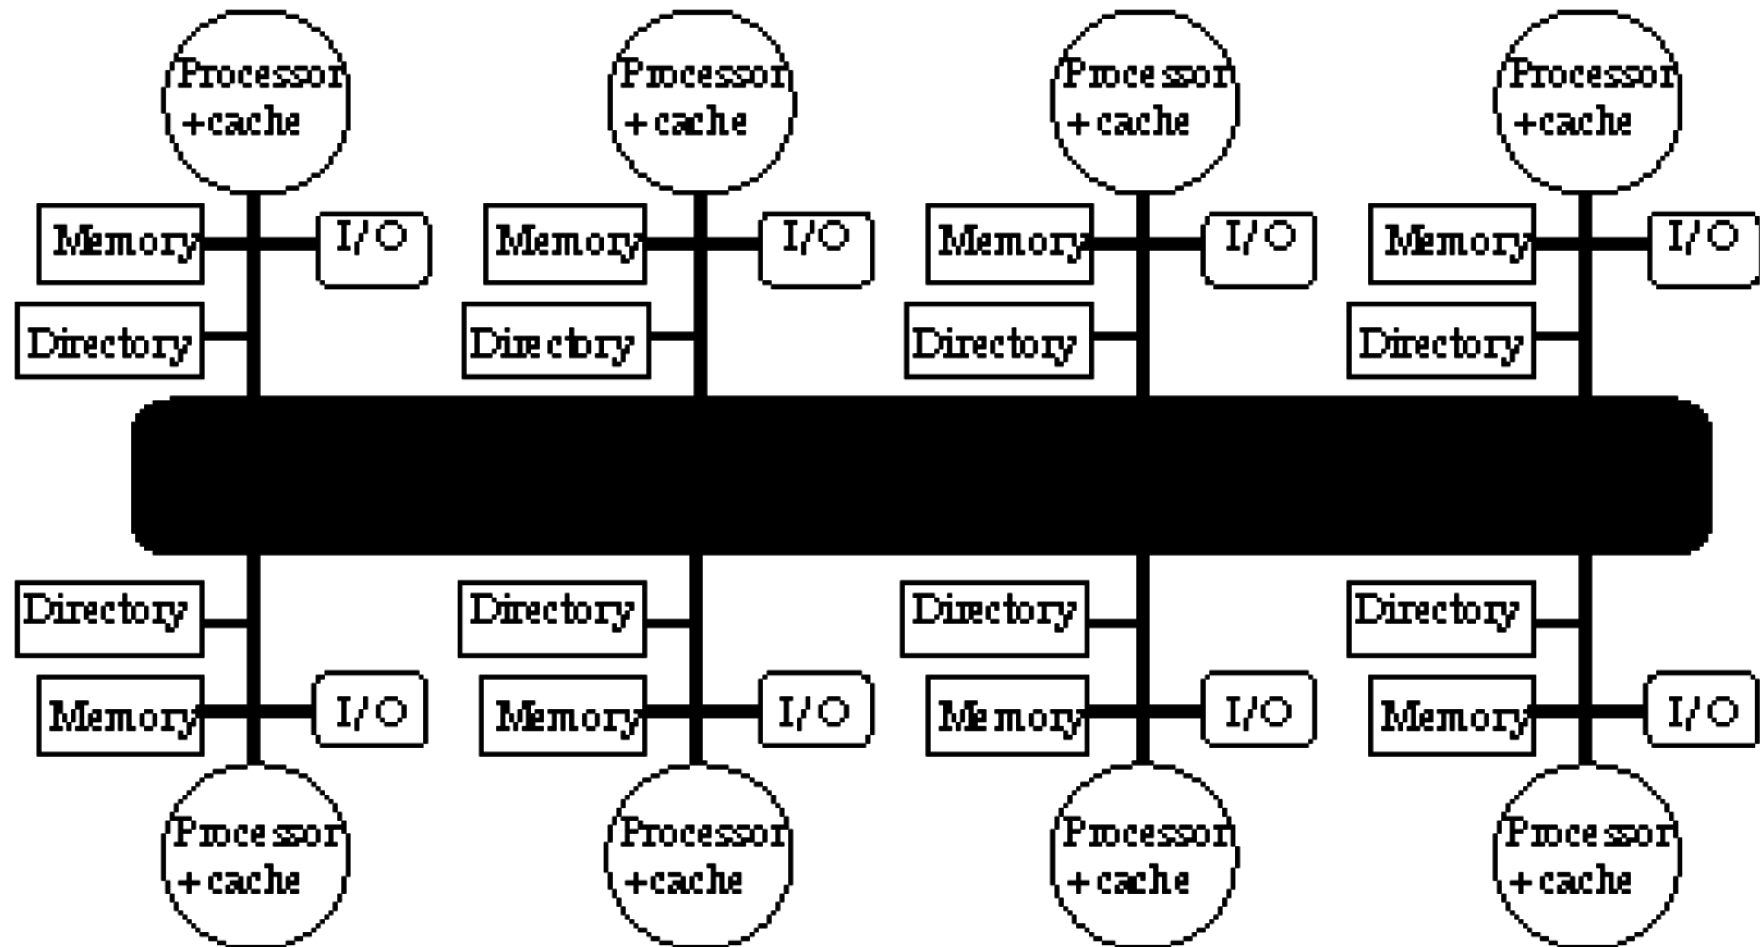 Processor
+cache
Processor
+cache
Processor
+cache
Processor
+cache
Memory
I/O
Memory
I/O
Memory
I/O
Memory
I/O
Directory
Directory
Directory
Directory
Directory
Directory
Directory
Directory
Memory
I/O
Memory
I/O
Memory
I/O
Memory
I/O
Processor
+cache
Processor
+cache
Processor
+cache
Processor
+cache